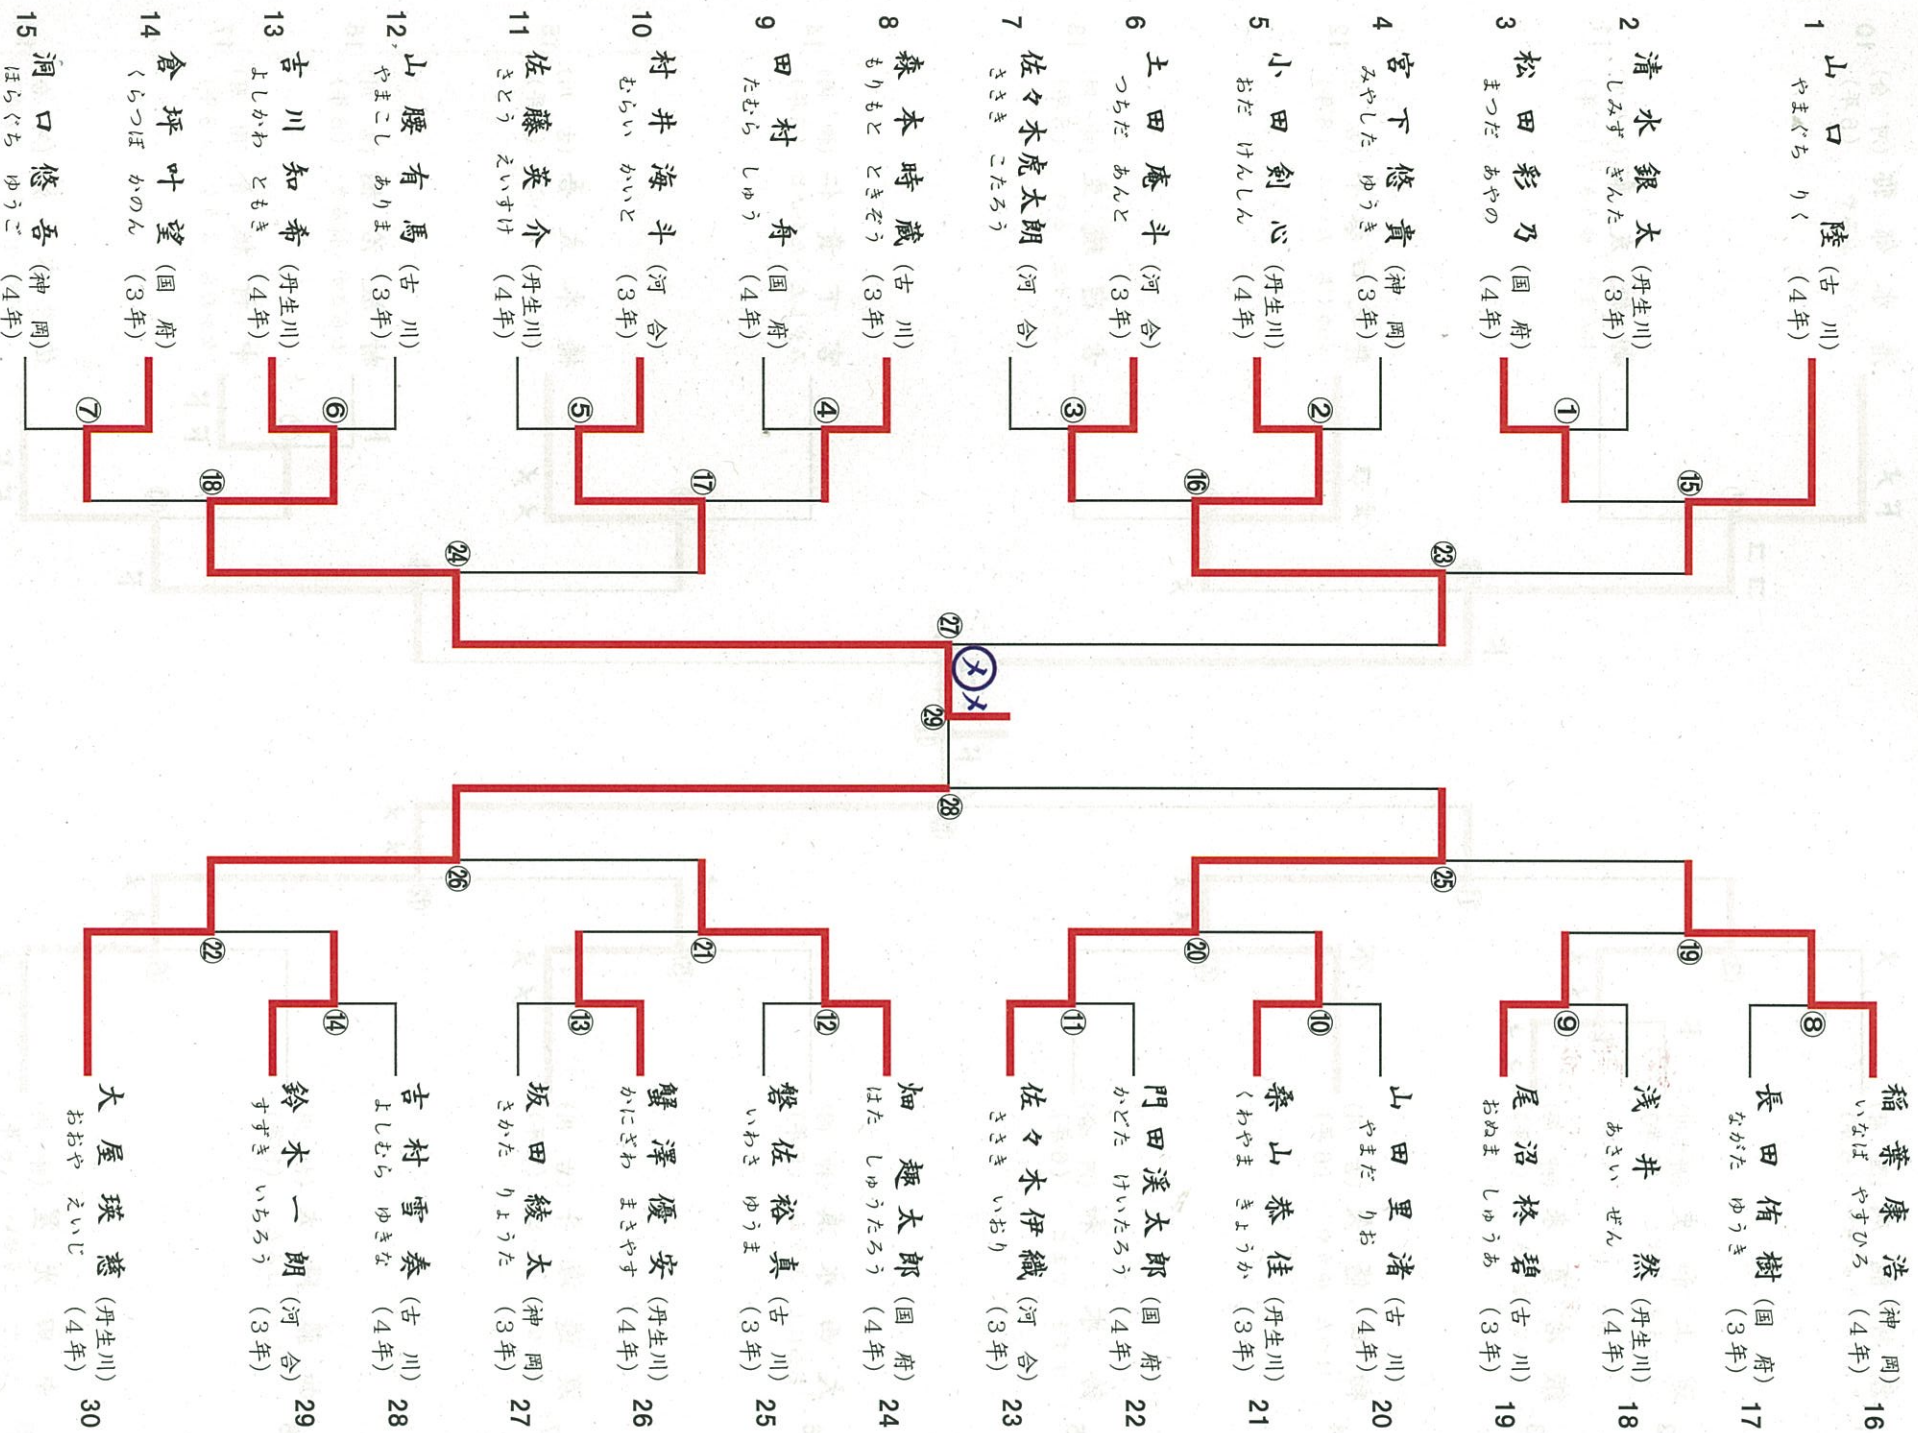 1 山口 陸 (古川)
やまぐち りく (4年)
2 清水銀太 (丹生川)
しみず ぎんた (3年)
3 松田彩乃 (国府)
まつだ あやの (4年)
4 宮下悠貴 (神岡)
みやした ゆうき (3年)
5 小田剣心 (丹生川)
おだ けんしん (4年)
6 土田庵斗 (河合)
つちだ あんと (3年)
7 佐々木虎太朗 (河合)
ささき こたろう
8 森本時蔵 (古川)
もりもと ときぞう (3年)
9 田村 舟 (国府)
たむら しゅう (4年)
10 村井海斗 (河合)
むらい かいと (3年)
11 佐藤英介 (丹生川)
さとう えいすけ (4年)
12 山腰有馬 (古川)
やまこし ありま (3年)
13 吉川知希 (丹生川)
よしかわ ともき (4年)
14 倉坪叶望 (国府)
くらつぼ かのん (3年)
15 洞口悠吾 (神岡)
ほらぐち ゆうご (4年)
⑦ ⑥ ⑤ ④ ③ ② ①
⑱ ⑰ ⑯ ⑮
㉔ ㉓
㉗
メメ
㉙
㉘
㉖ ㉕
㉒ ㉑ ⑳ ⑲
⑭ ⑬ ⑫ ⑪ ⑩ ⑨ ⑧
稲葉康浩 (神岡) 16
いなば やすひろ (4年)
長田侑樹 (国府) 17
ながた ゆうき (3年)
浅井 然 (丹生川) 18
あさい ぜん (4年)
尾沼柊碧 (古川) 19
おぬま しゅうあ (3年)
山田里渚 (古川) 20
やまだ りお (4年)
桑山恭佳 (丹生川) 21
くわやま きょうか (3年)
門田渓太郎 (国府) 22
かどた けいたろう (4年)
佐々木伊織 (河合) 23
ささき いおり (3年)
畑 趣太郎 (国府) 24
はた しゅうたろう (4年)
磐佐裕真 (古川) 25
いわさ ゆうま (3年)
蟹澤優安 (丹生川) 26
かにざわ まさやす (4年)
坂田綾太 (神岡) 27
さかた りょうた (3年)
吉村雪奏 (古川) 28
よしむら ゆきな (4年)
鈴木一朗 (河合) 29
すずき いちろう (3年)
大屋瑛慈 (丹生川) 30
おおや えいじ (4年)